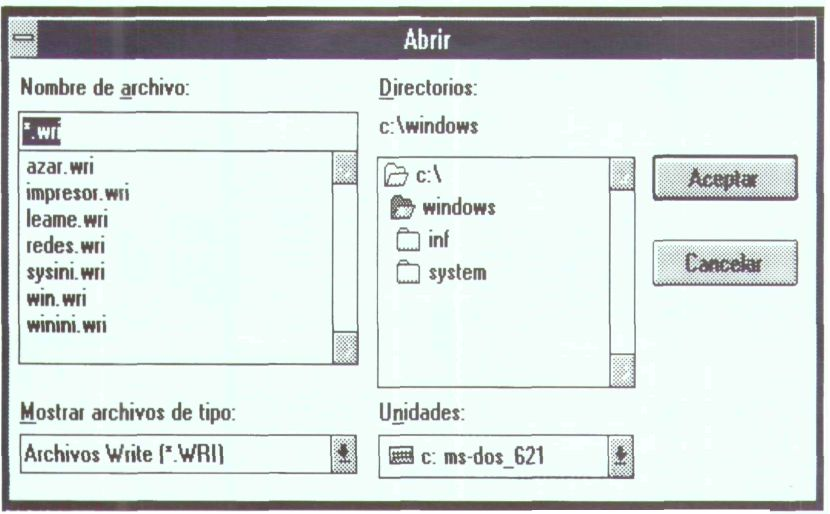 Abrir
Nombre de archivo:
*.wri
azar.wri
impresor.wri
leame.wri
redes.wri
sysini.wri
win.wri
winini.wri
Mostrar archivos de tipo:
Archivos Write (*.WRI)
Directorios:
c:\windows
c:\
windows
inf
system
Unidades:
c: ms-dos_621
Aceptar
Cancelar